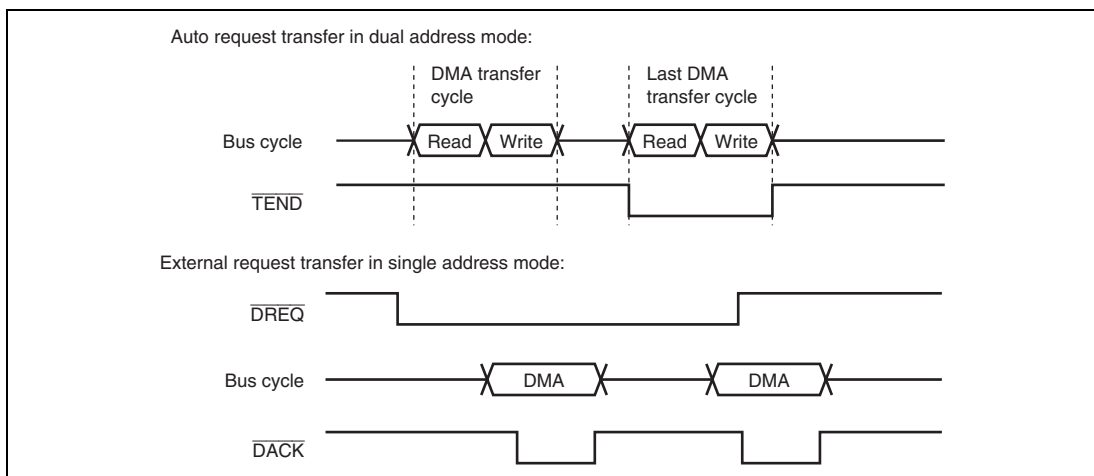 Auto request transfer in dual address mode:
DMA transfer
cycle
Last DMA
transfer cycle
Bus cycle
Read
Write
Read
Write
TEND
External request transfer in single address mode:
DREQ
Bus cycle
DMA
DMA
DACK